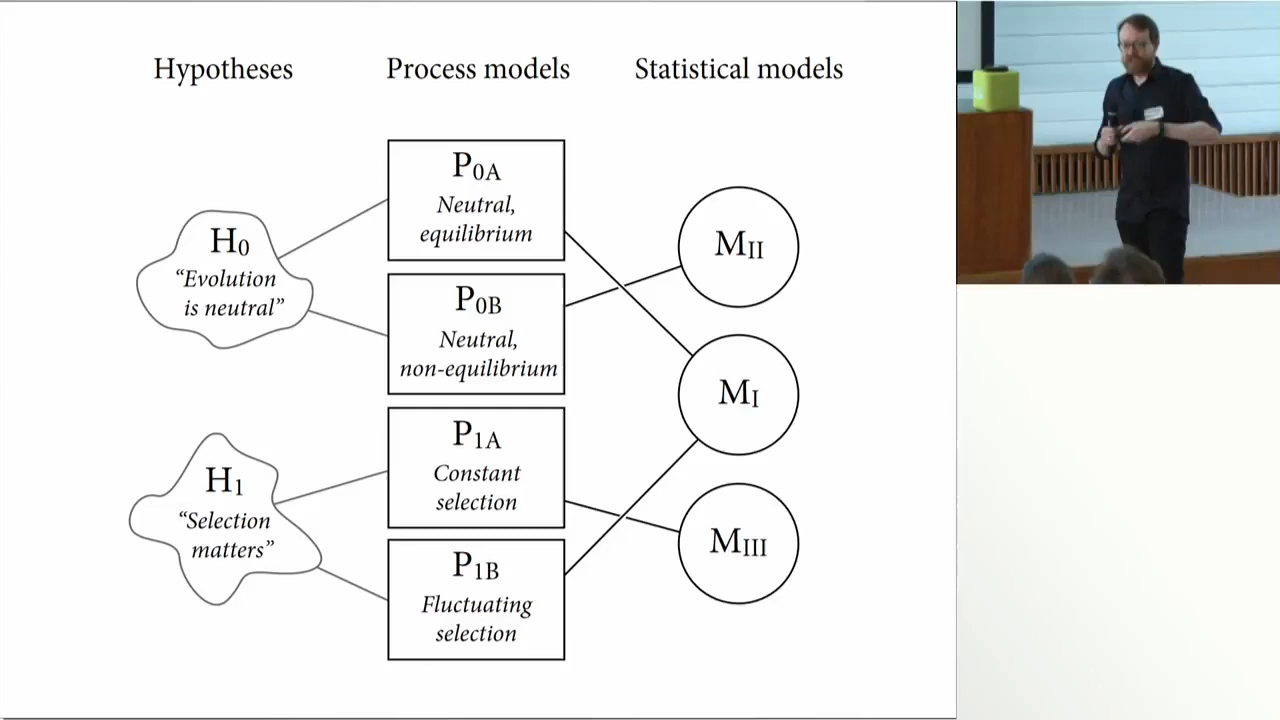 Hypotheses
Process models
Statistical models
H0
“Evolution
is neutral”
H1
“Selection
matters”
P0A
Neutral,
equilibrium
P0B
Neutral,
non-equilibrium
P1A
Constant
selection
P1B
Fluctuating
selection
MII
MI
MIII